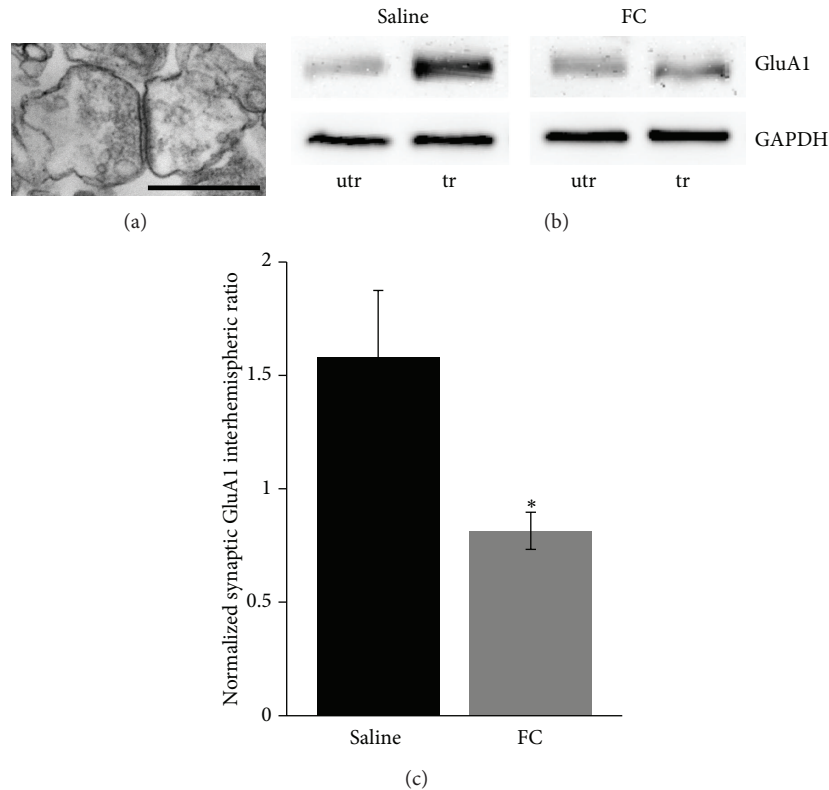 Saline FC
GluA1
GAPDH
utr tr utr tr
(a) (b)
Normalized synaptic GluA1 interhemispheric ratio
2
1.5
1
*
0.5
0
Saline FC
(c)